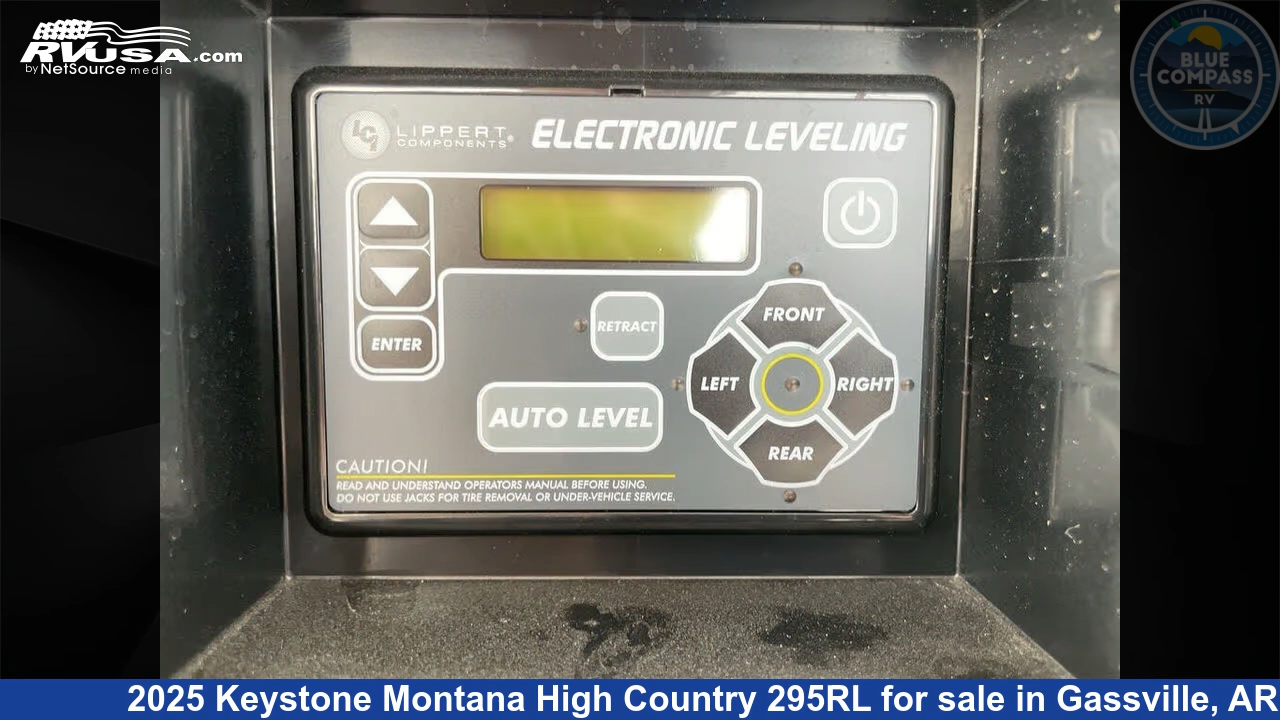 RVUSA.com
by NetSource media
BLUE
COMPASS
RV
LCI
LIPPERT
COMPONENTS®
ELECTRONIC LEVELING
ENTER
RETRACT
AUTO LEVEL
FRONT
LEFT
RIGHT
REAR
CAUTION!
READ AND UNDERSTAND OPERATORS MANUAL BEFORE USING.
DO NOT USE JACKS FOR TIRE REMOVAL OR UNDER-VEHICLE SERVICE.
2025 Keystone Montana High Country 295RL for sale in Gassville, AR